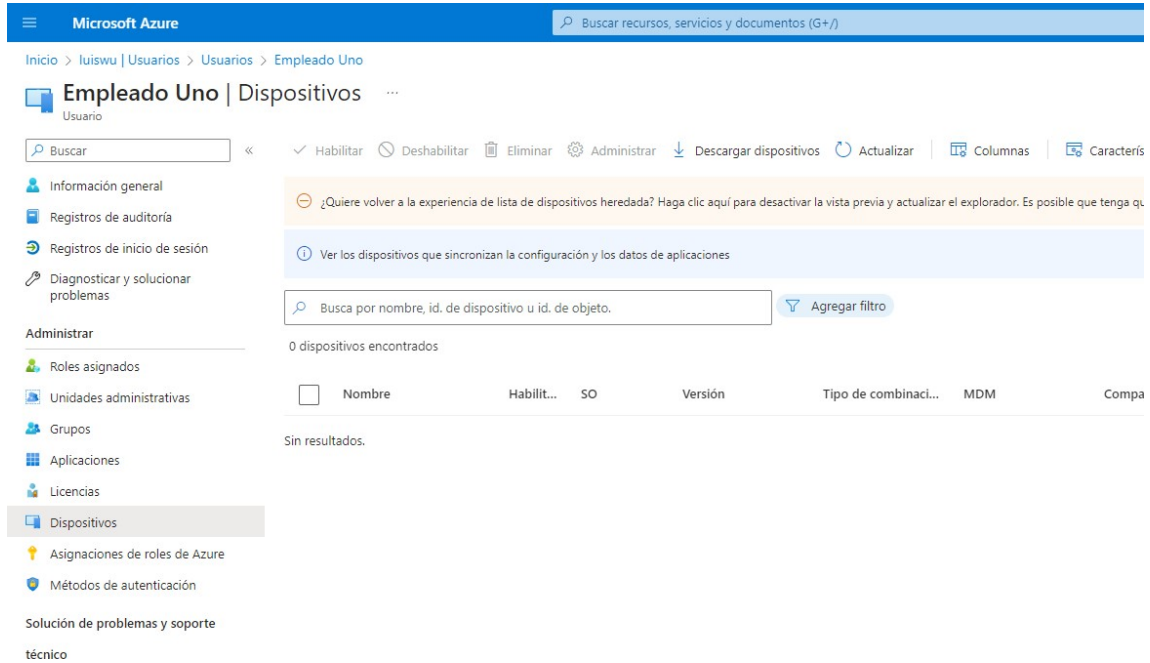 Microsoft Azure
Buscar recursos, servicios y documentos (G+/)
Inicio > luiswu | Usuarios > Usuarios > Empleado Uno
Empleado Uno | Dispositivos ...
Usuario
Buscar
Habilitar Deshabilitar Eliminar Administrar Descargar dispositivos Actualizar Columnas Caracterís
Información general
Registros de auditoría
Registros de inicio de sesión
Diagnosticar y solucionar
problemas
Administrar
Roles asignados
Unidades administrativas
Grupos
Aplicaciones
Licencias
Dispositivos
Asignaciones de roles de Azure
Métodos de autenticación
Solución de problemas y soporte
técnico
¿Quiere volver a la experiencia de lista de dispositivos heredada? Haga clic aquí para desactivar la vista previa y actualizar el explorador. Es posible que tenga qu
Ver los dispositivos que sincronizan la configuración y los datos de aplicaciones
Busca por nombre, id. de dispositivo u id. de objeto.
Agregar filtro
0 dispositivos encontrados
Nombre Habilit... SO Versión Tipo de combinaci... MDM Compa
Sin resultados.